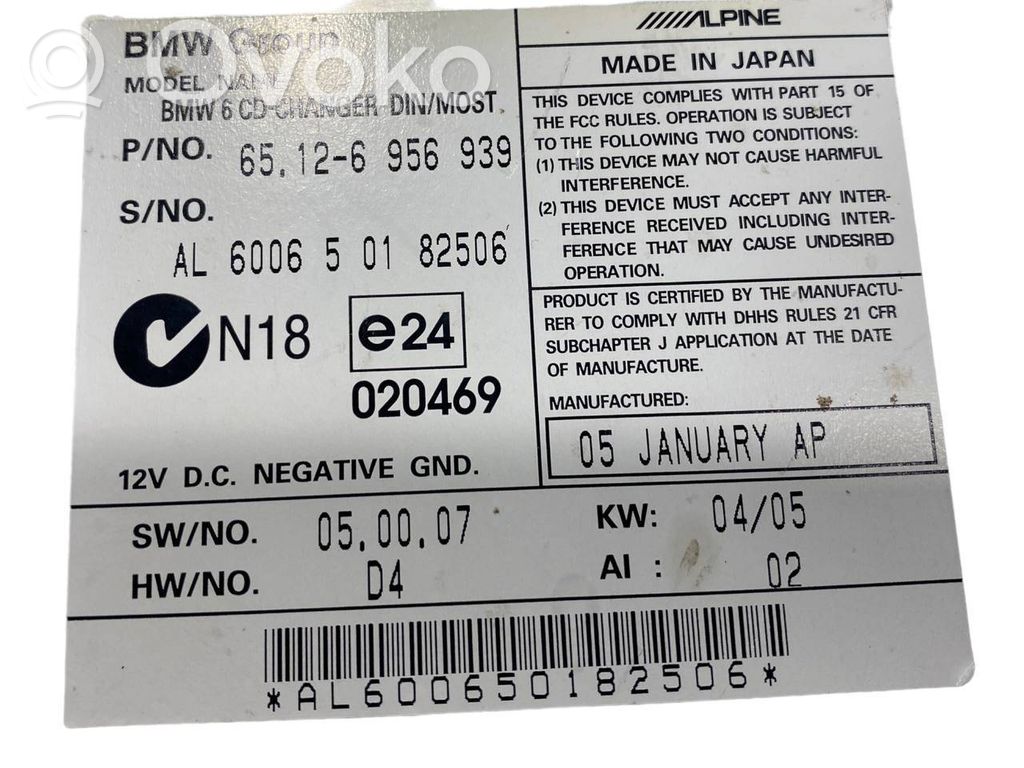 BMW Group
MODEL NAME
BMW 6 CD-CHANGER-DIN/MOST
P/NO. 65.12-6 956 939
S/NO.
AL 6006 5 01 82506
N18 e24
020469
12V D.C. NEGATIVE GND.
ALPINE
MADE IN JAPAN
THIS DEVICE COMPLIES WITH PART 15 OF
THE FCC RULES. OPERATION IS SUBJECT
TO THE FOLLOWING TWO CONDITIONS:
(1) THIS DEVICE MAY NOT CAUSE HARMFUL
INTERFERENCE.
(2) THIS DEVICE MUST ACCEPT ANY INTER-
FERENCE RECEIVED INCLUDING INTER-
FERENCE THAT MAY CAUSE UNDESIRED
OPERATION.
PRODUCT IS CERTIFIED BY THE MANUFACTU-
RER TO COMPLY WITH DHHS RULES 21 CFR
SUBCHAPTER J APPLICATION AT THE DATE
OF MANUFACTURE.
MANUFACTURED:
05 JANUARY AP
SW/NO. 05.00.07 KW: 04/05
HW/NO. D4 AI : 02
*AL600650182506*
Ovoko